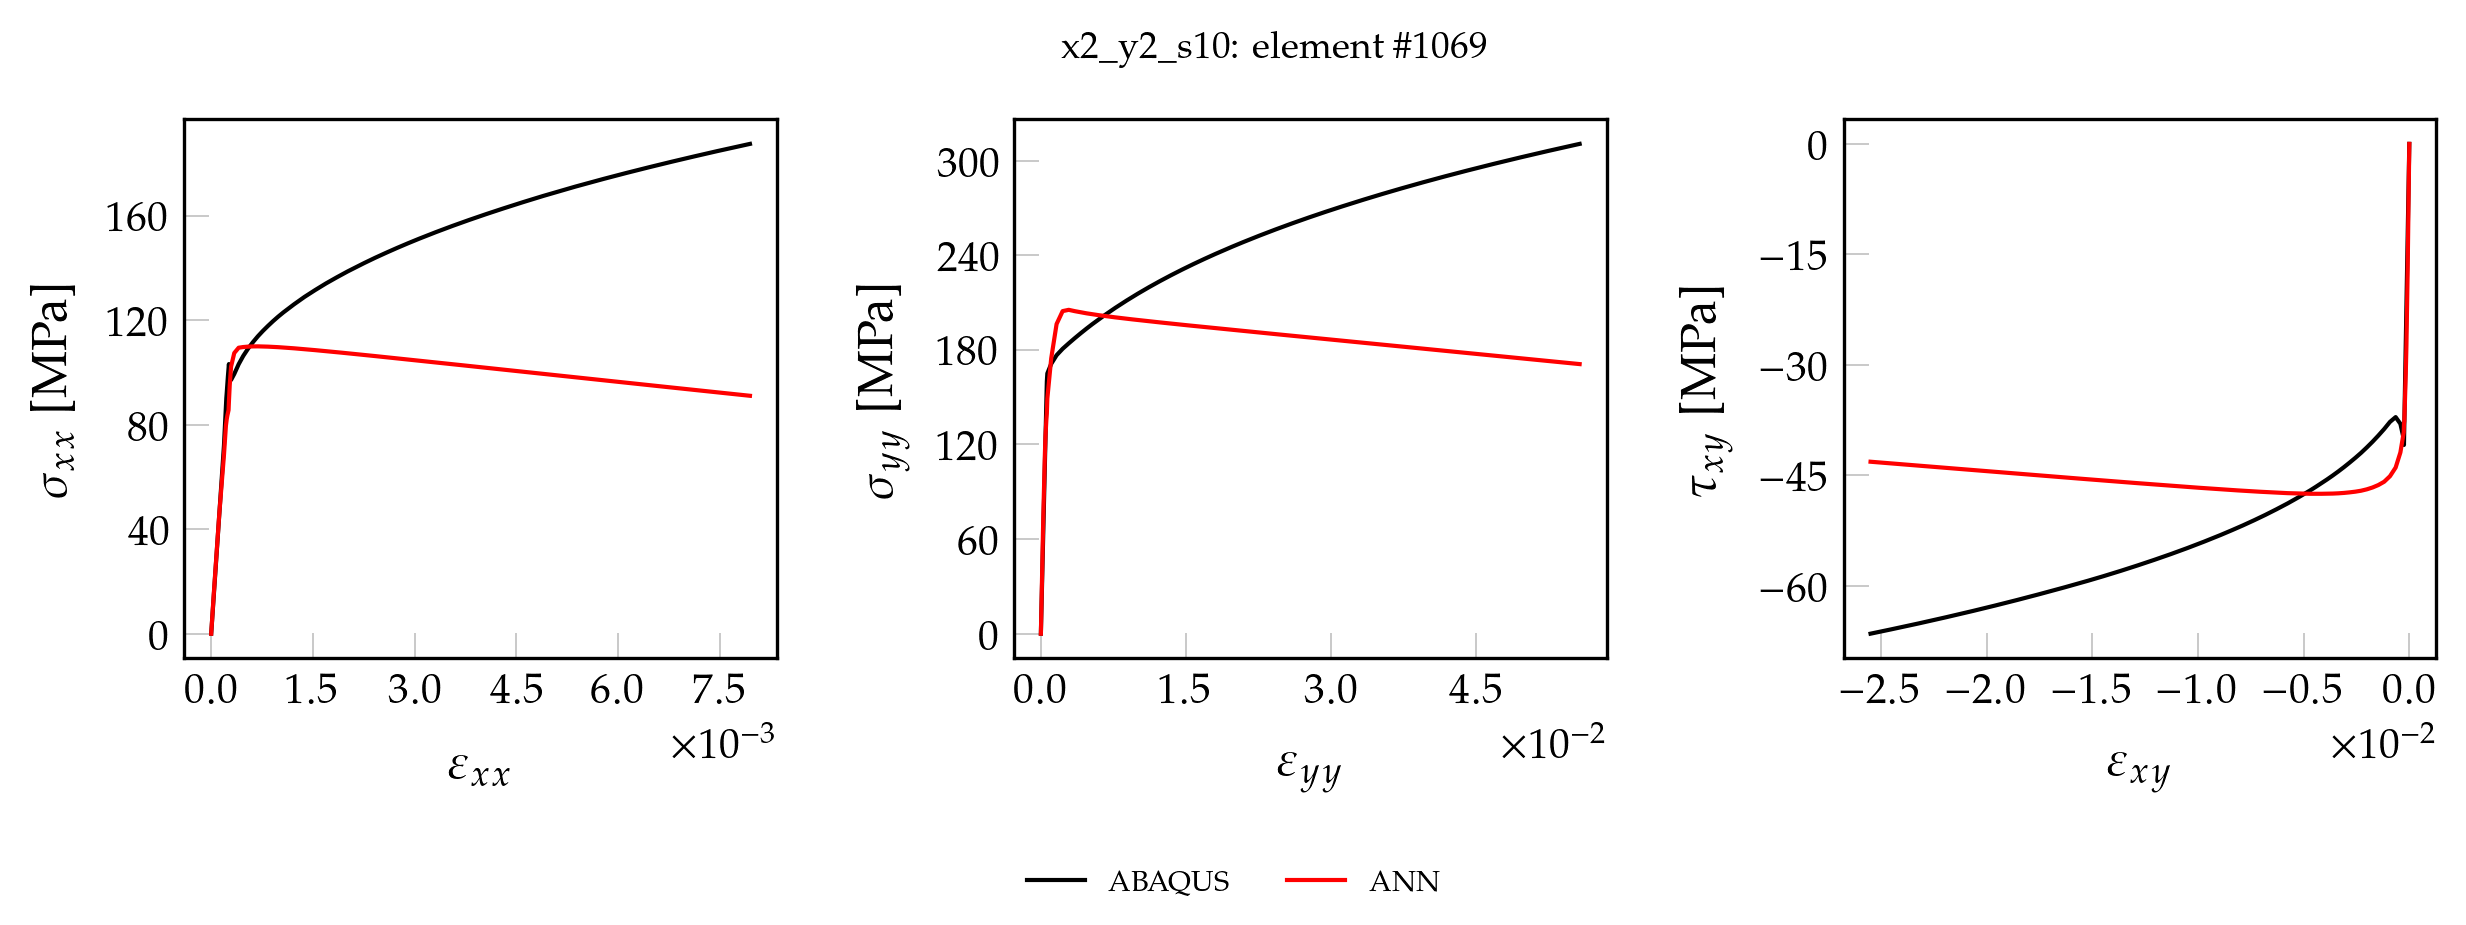 x2_y2_s10: element #1069
σxx [MPa]
160
120
80
40
0
0.0 1.5 3.0 4.5 6.0 7.5
×10−3
εxx
σyy [MPa]
300
240
180
120
60
0
0.0 1.5 3.0 4.5
×10−2
εyy
τxy [MPa]
0
−15
−30
−45
−60
−2.5 −2.0 −1.5 −1.0 −0.5 0.0
×10−2
εxy
ABAQUS ANN